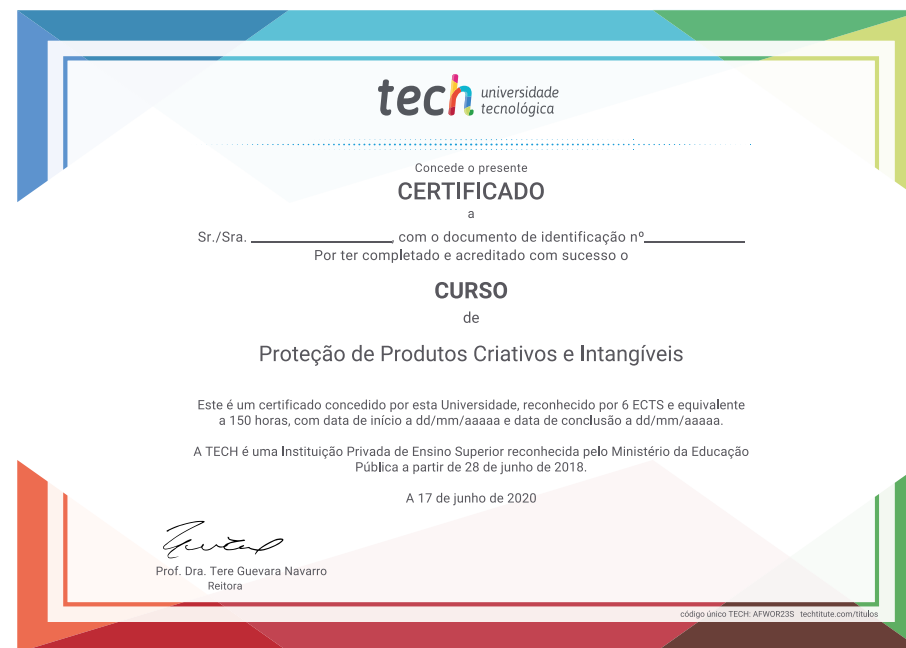 tech universidade
tecnológica
Concede o presente
CERTIFICADO
a
Sr./Sra. ______________, com o documento de identificação nº__________
Por ter completado e acreditado com sucesso o
CURSO
de
Proteção de Produtos Criativos e Intangíveis
Este é um certificado concedido por esta Universidade, reconhecido por 6 ECTS e equivalente
a 150 horas, com data de início a dd/mm/aaaaa e data de conclusão a dd/mm/aaaaa.
A TECH é uma Instituição Privada de Ensino Superior reconhecida pelo Ministério da Educação
Pública a partir de 28 de junho de 2018.
A 17 de junho de 2020
Prof. Dra. Tere Guevara Navarro
Reitora
código único TECH: AFWOR23S techtitute.com/titulos